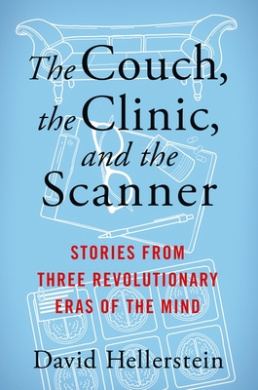 The Couch,
the Clinic,
and the
Scanner
STORIES FROM
THREE REVOLUTIONARY
ERAS OF THE MIND
David Hellerstein